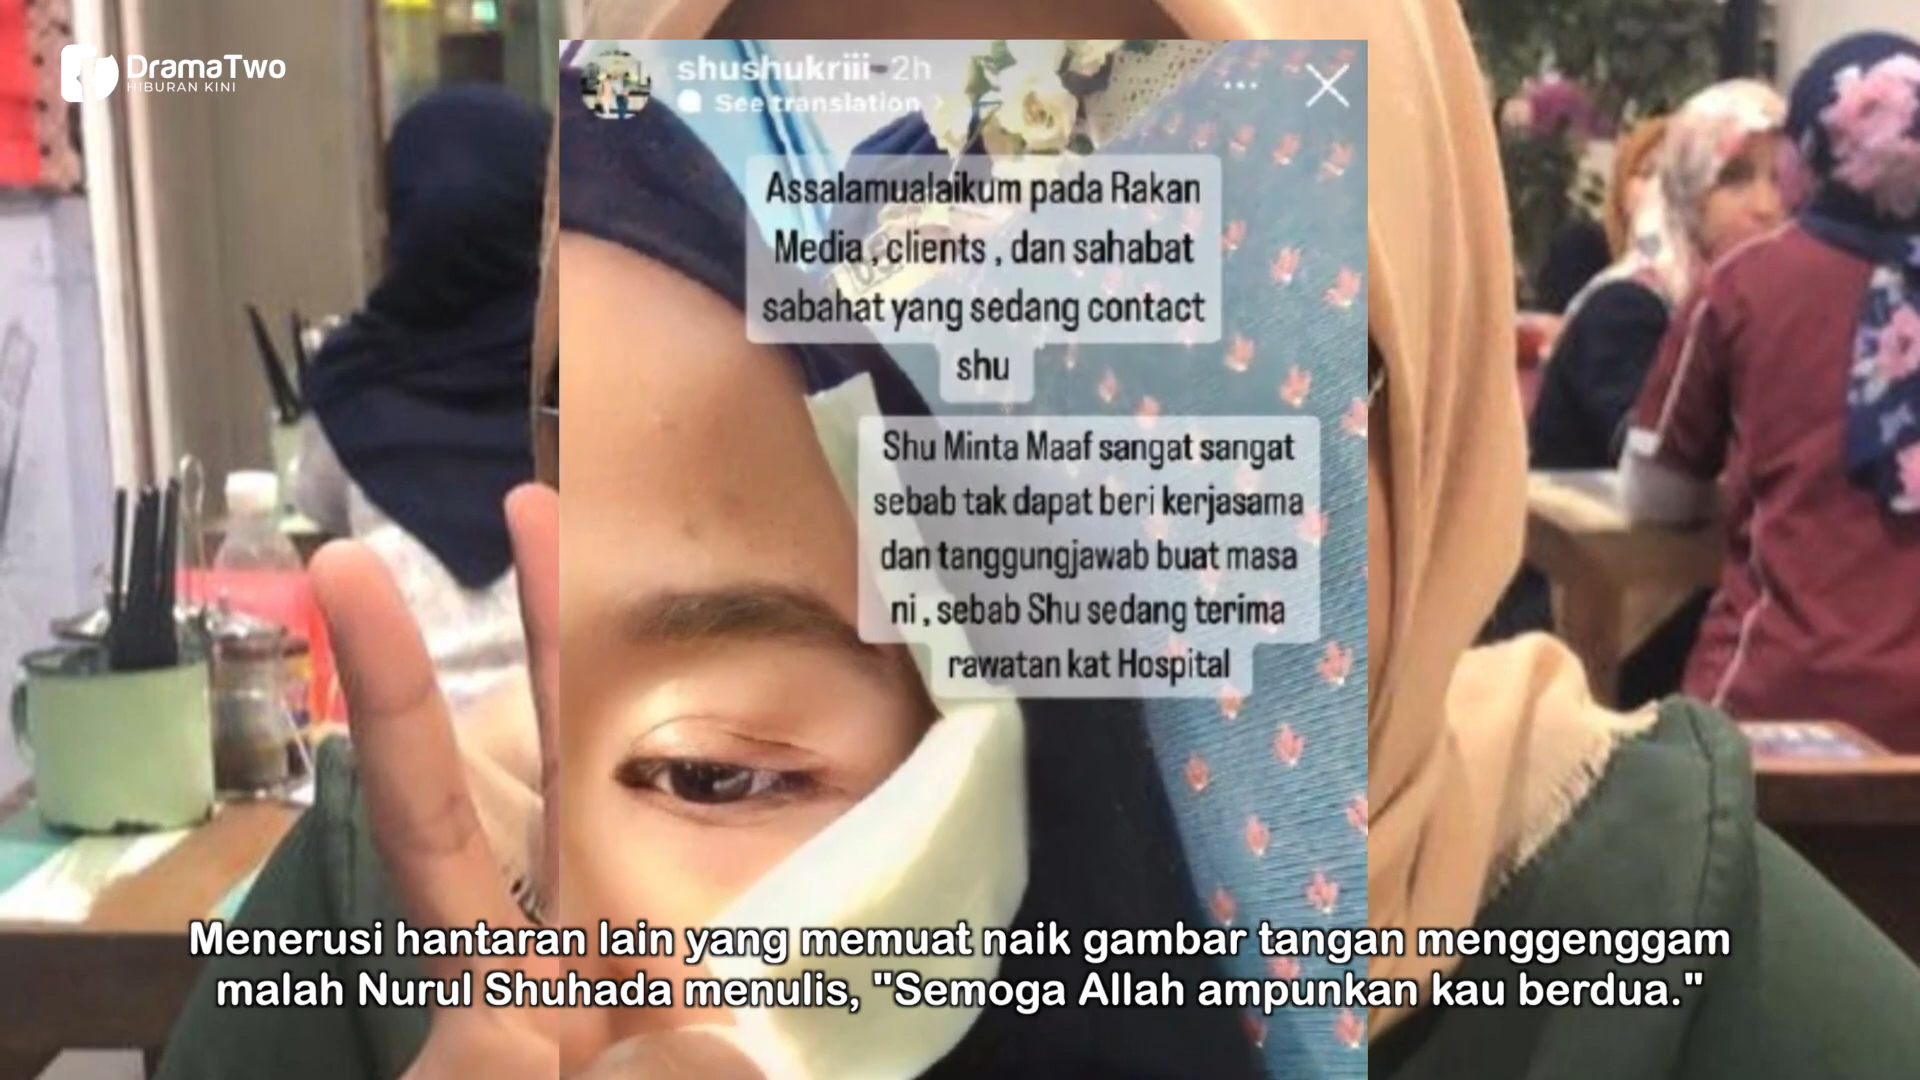 DramaTwo
HIBURAN KINI
shushukriii 2h
See translation
Assalamualaikum pada Rakan
Media , clients , dan sahabat
sabahat yang sedang contact
shu
Shu Minta Maaf sangat sangat
sebab tak dapat beri kerjasama
dan tanggungjawab buat masa
ni , sebab Shu sedang terima
rawatan kat Hospital
Menerusi hantaran lain yang memuat naik gambar tangan menggenggam
malah Nurul Shuhada menulis, "Semoga Allah ampunkan kau berdua."